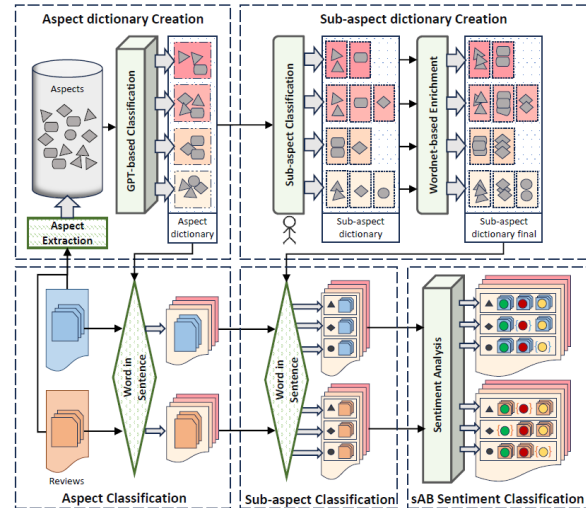 Aspect dictionary Creation
Sub-aspect dictionary Creation
Aspects
GPT-based Classification
Sub-aspect Classification
Wordnet-based Enrichment
Aspect
Extraction
Aspect
dictionary
Sub-aspect
dictionary
Sub-aspect
dictionary final
Word in
Sentence
Word in
Sentence
Sentiment Analysis
Reviews
Aspect Classification
Sub-aspect Classification
sAB Sentiment Classification